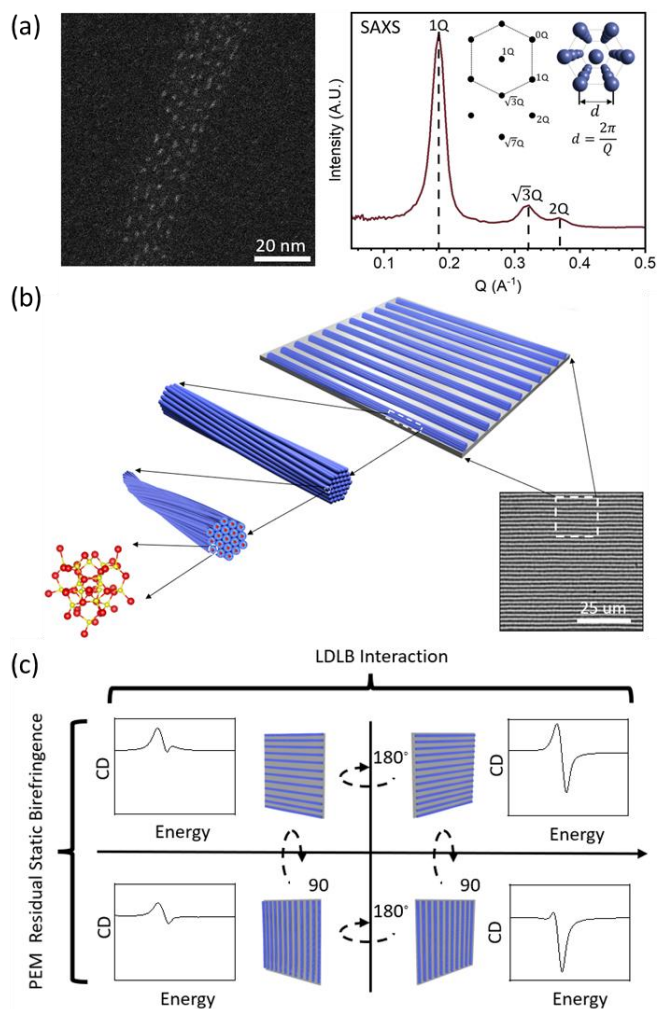 (a)
20 nm
SAXS
1Q
√3Q
2Q
0Q
1Q
1Q
√3Q
2Q
√7Q
d
d = 2π/Q
Intensity (A.U.)
0.1 0.2 0.3 0.4 0.5
Q (A⁻¹)
(b)
25 um
(c)
LDLB Interaction
PEM Residual Static Birefringence
CD
Energy
180°
CD
Energy
90
90
CD
Energy
180°
CD
Energy